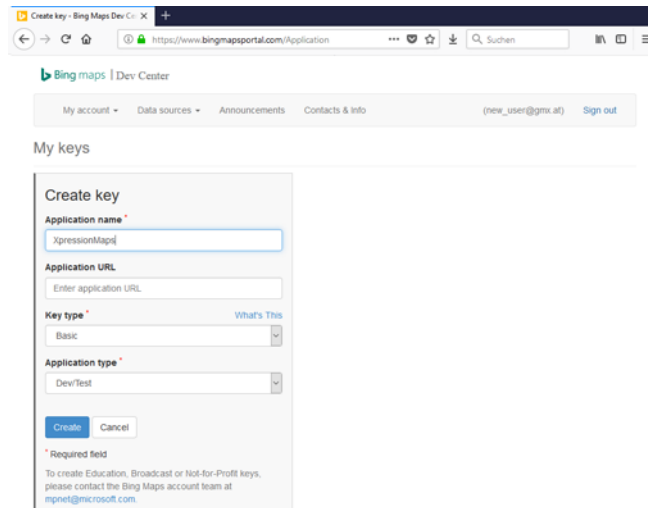 Create key - Bing Maps Dev Ce
https://www.bingmapsportal.com/Application
Suchen
Bing maps | Dev Center
My account
Data sources
Announcements
Contacts & Info
(new_user@gmx.at)
Sign out
My keys
Create key
Application name *
XpressionMaps
Application URL
Enter application URL
Key type *
What's This
Basic
Application type *
Dev/Test
Create
Cancel
* Required field
To create Education, Broadcast or Not-for-Profit keys,
please contact the Bing Maps account team at
mpnet@microsoft.com.